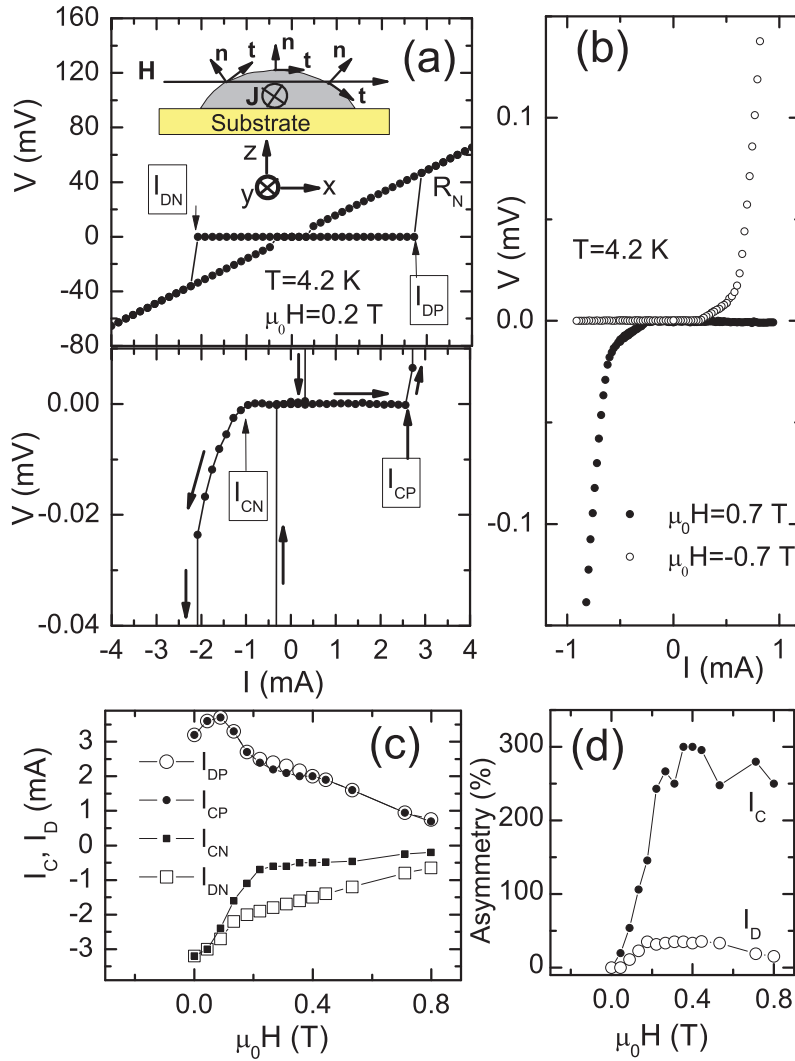 (a)
160
120
80
40
0
-40
-80
V (mV)
n
t
n
t
n
t
H
J
Substrate
z
y
x
I_DN
R_N
I_DP
T=4.2 K
μ₀H=0.2 T
0.00
-0.02
-0.04
V (mV)
I_CN
I_CP
-4 -3 -2 -1 0 1 2 3 4
I (mA)
(b)
0.1
0.0
-0.1
V (mV)
T=4.2 K
μ₀H=0.7 T
μ₀H=-0.7 T
-1 0 1
I (mA)
(c)
3
2
1
0
-1
-2
-3
I_C, I_D (mA)
I_DP
I_CP
I_CN
I_DN
0.0 0.4 0.8
μ₀H (T)
(d)
300
200
100
0
Asymmetry (%)
I_C
I_D
0.0 0.4 0.8
μ₀H (T)